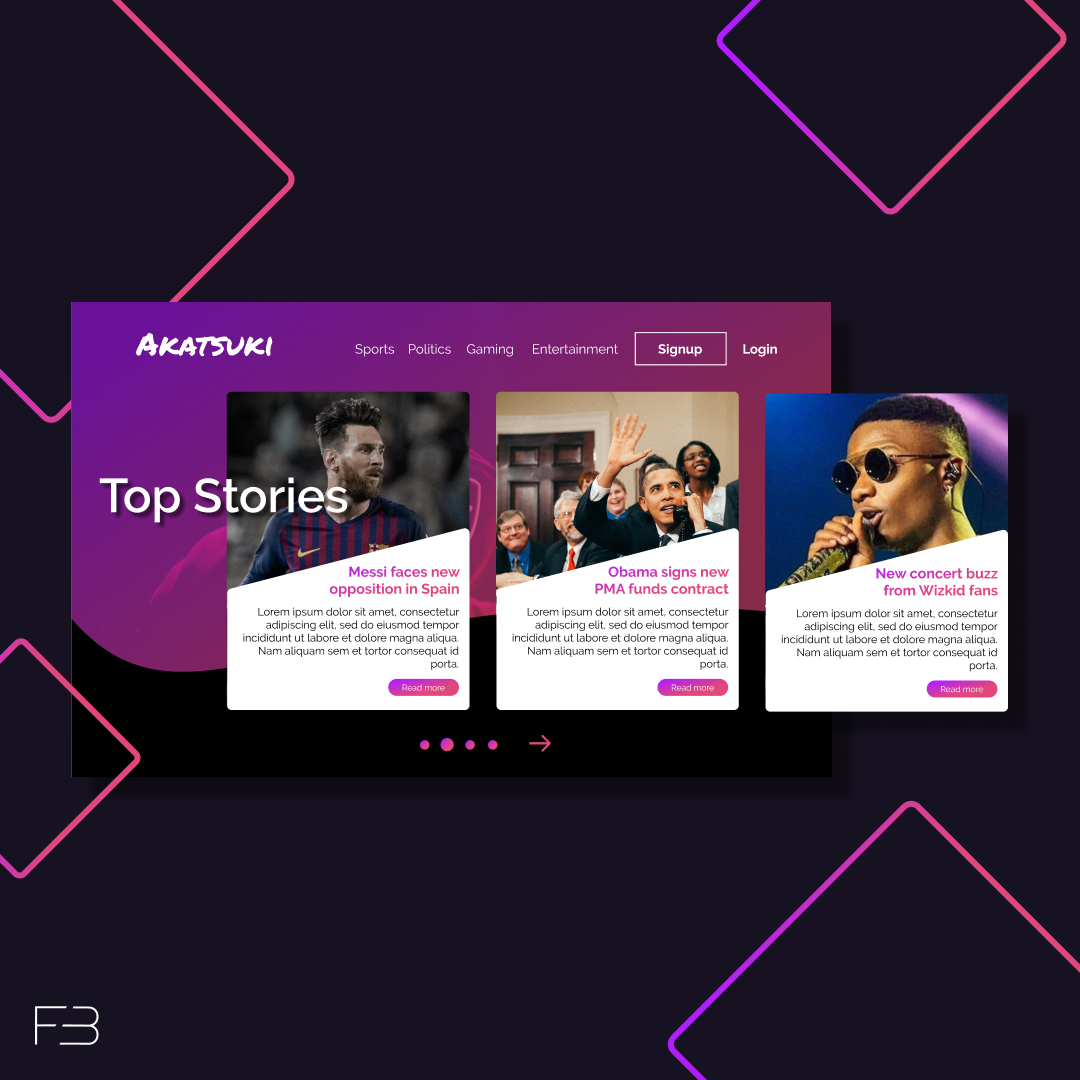 AKATSUKI
Sports Politics Gaming Entertainment Signup Login
Top Stories
Messi faces new
opposition in Spain
Lorem ipsum dolor sit amet, consectetur
adipiscing elit, sed do eiusmod tempor
incididunt ut labore et dolore magna aliqua.
Nam aliquam sem et tortor consequat id
porta.
Read more
Obama signs new
PMA funds contract
Lorem ipsum dolor sit amet, consectetur
adipiscing elit, sed do eiusmod tempor
incididunt ut labore et dolore magna aliqua.
Nam aliquam sem et tortor consequat id
porta.
Read more
New concert buzz
from Wizkid fans
Lorem ipsum dolor sit amet, consectetur
adipiscing elit, sed do eiusmod tempor
incididunt ut labore et dolore magna aliqua.
Nam aliquam sem et tortor consequat id
porta.
Read more
FB